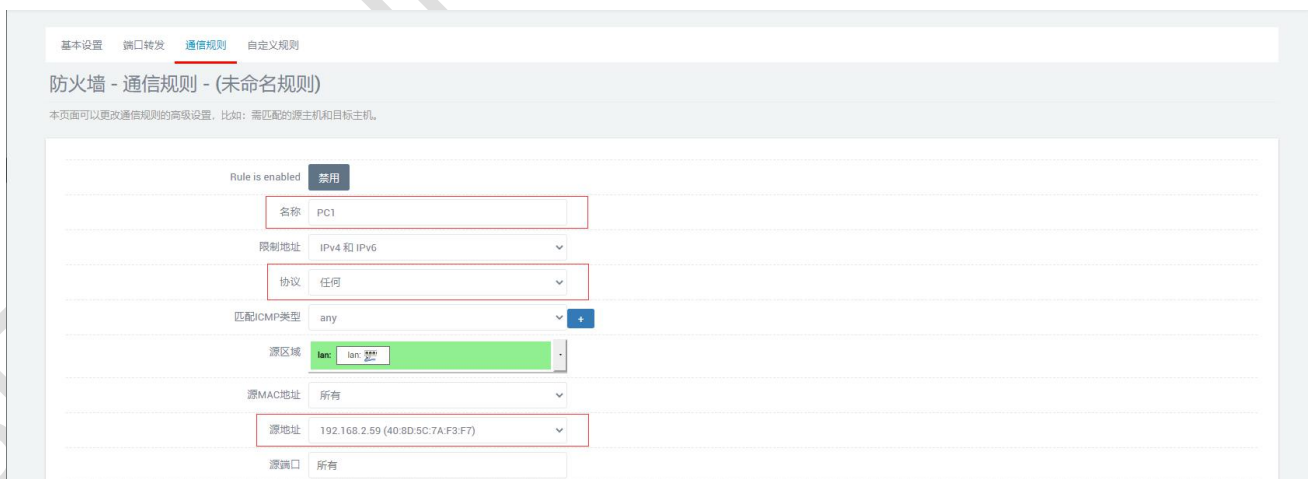 基本设置 端口转发 通信规则 自定义规则
防火墙 - 通信规则 - (未命名规则)
本页面可以更改通信规则的高级设置，比如：需匹配的源主机和目标主机。
Rule is enabled 禁用
名称 PC1
限制地址 IPv4 和 IPv6
协议 任何
匹配ICMP类型 any +
源区域 lan: lan:
源MAC地址 所有
源地址 192.168.2.59 (40:8D:5C:7A:F3:F7)
源端口 所有